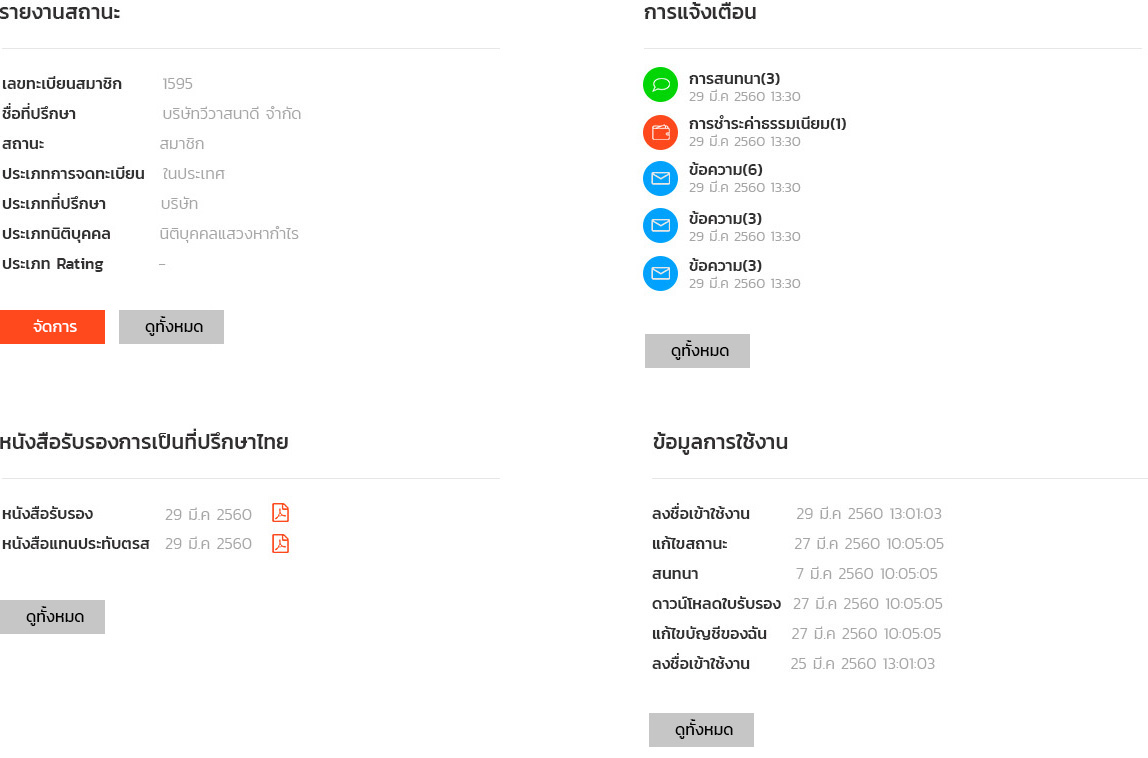 รายงานสถานะ
เลขทะเบียนสมาชิก 1595
ชื่อที่ปรึกษา บริษัทวีวาสนาดี จำกัด
สถานะ สมาชิก
ประเภทการจดทะเบียน ในประเทศ
ประเภทที่ปรึกษา บริษัท
ประเภทนิติบุคคล นิติบุคคลแสวงหากำไร
ประเภท Rating -
จัดการ ดูทั้งหมด
การแจ้งเตือน
การสนทนา(3)
29 มี.ค 2560 13:30
การชำระค่าธรรมเนียม(1)
29 มี.ค 2560 13:30
ข้อความ(6)
29 มี.ค 2560 13:30
ข้อความ(3)
29 มี.ค 2560 13:30
ข้อความ(3)
29 มี.ค 2560 13:30
ดูทั้งหมด
หนังสือรับรองการเป็นที่ปรึกษาไทย
หนังสือรับรอง 29 มี.ค 2560
หนังสือแทนประทับตรส 29 มี.ค 2560
ดูทั้งหมด
ข้อมูลการใช้งาน
ลงชื่อเข้าใช้งาน 29 มี.ค 2560 13:01:03
แก้ไขสถานะ 27 มี.ค 2560 10:05:05
สนทนา 7 มี.ค 2560 10:05:05
ดาวน์โหลดใบรับรอง 27 มี.ค 2560 10:05:05
แก้ไขบัญชีของฉัน 27 มี.ค 2560 10:05:05
ลงชื่อเข้าใช้งาน 25 มี.ค 2560 13:01:03
ดูทั้งหมด